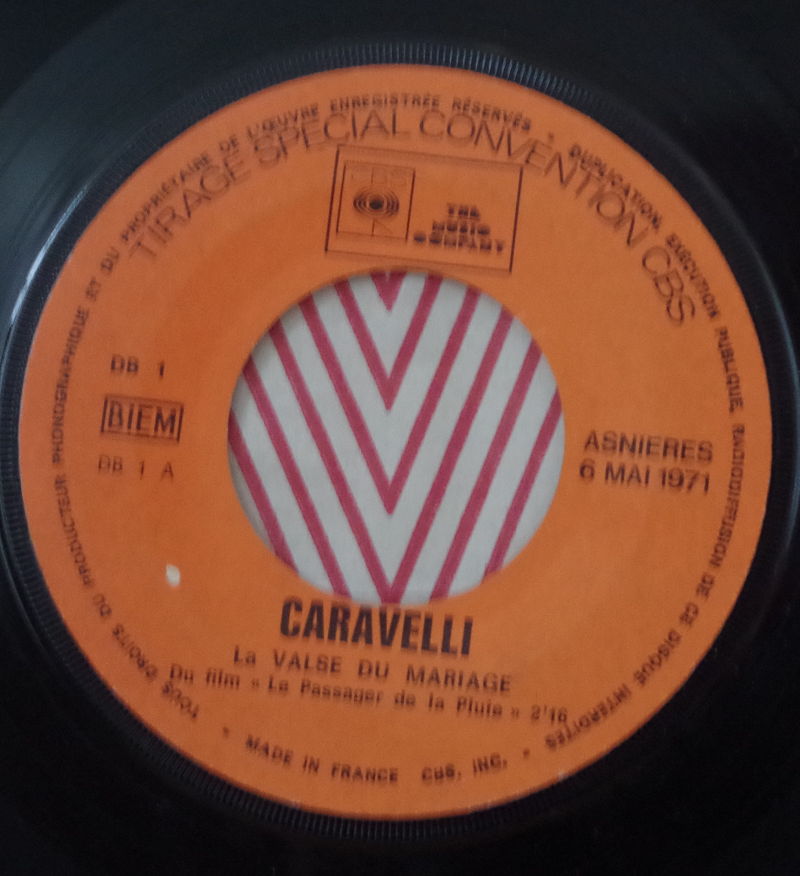 TOUS DROITS DU PRODUCTEUR PHONOGRAPHIQUE ET DU PROPRIÉTAIRE DE L'ŒUVRE ENREGISTRÉE RÉSERVÉS • DUPLICATION, EXÉCUTION PUBLIQUE, RADIODIFFUSION DE CE DISQUE INTERDITES •
TIRAGE SPECIAL CONVENTION CBS
CBS
THE
MUSIC
COMPANY
DB 1
BIEM
DB 1 A
ASNIERES
6 MAI 1971
CARAVELLI
La VALSE DU MARIAGE
Du film « Le Passager de la Pluie » 2'16
• MADE IN FRANCE CBS, INC. •